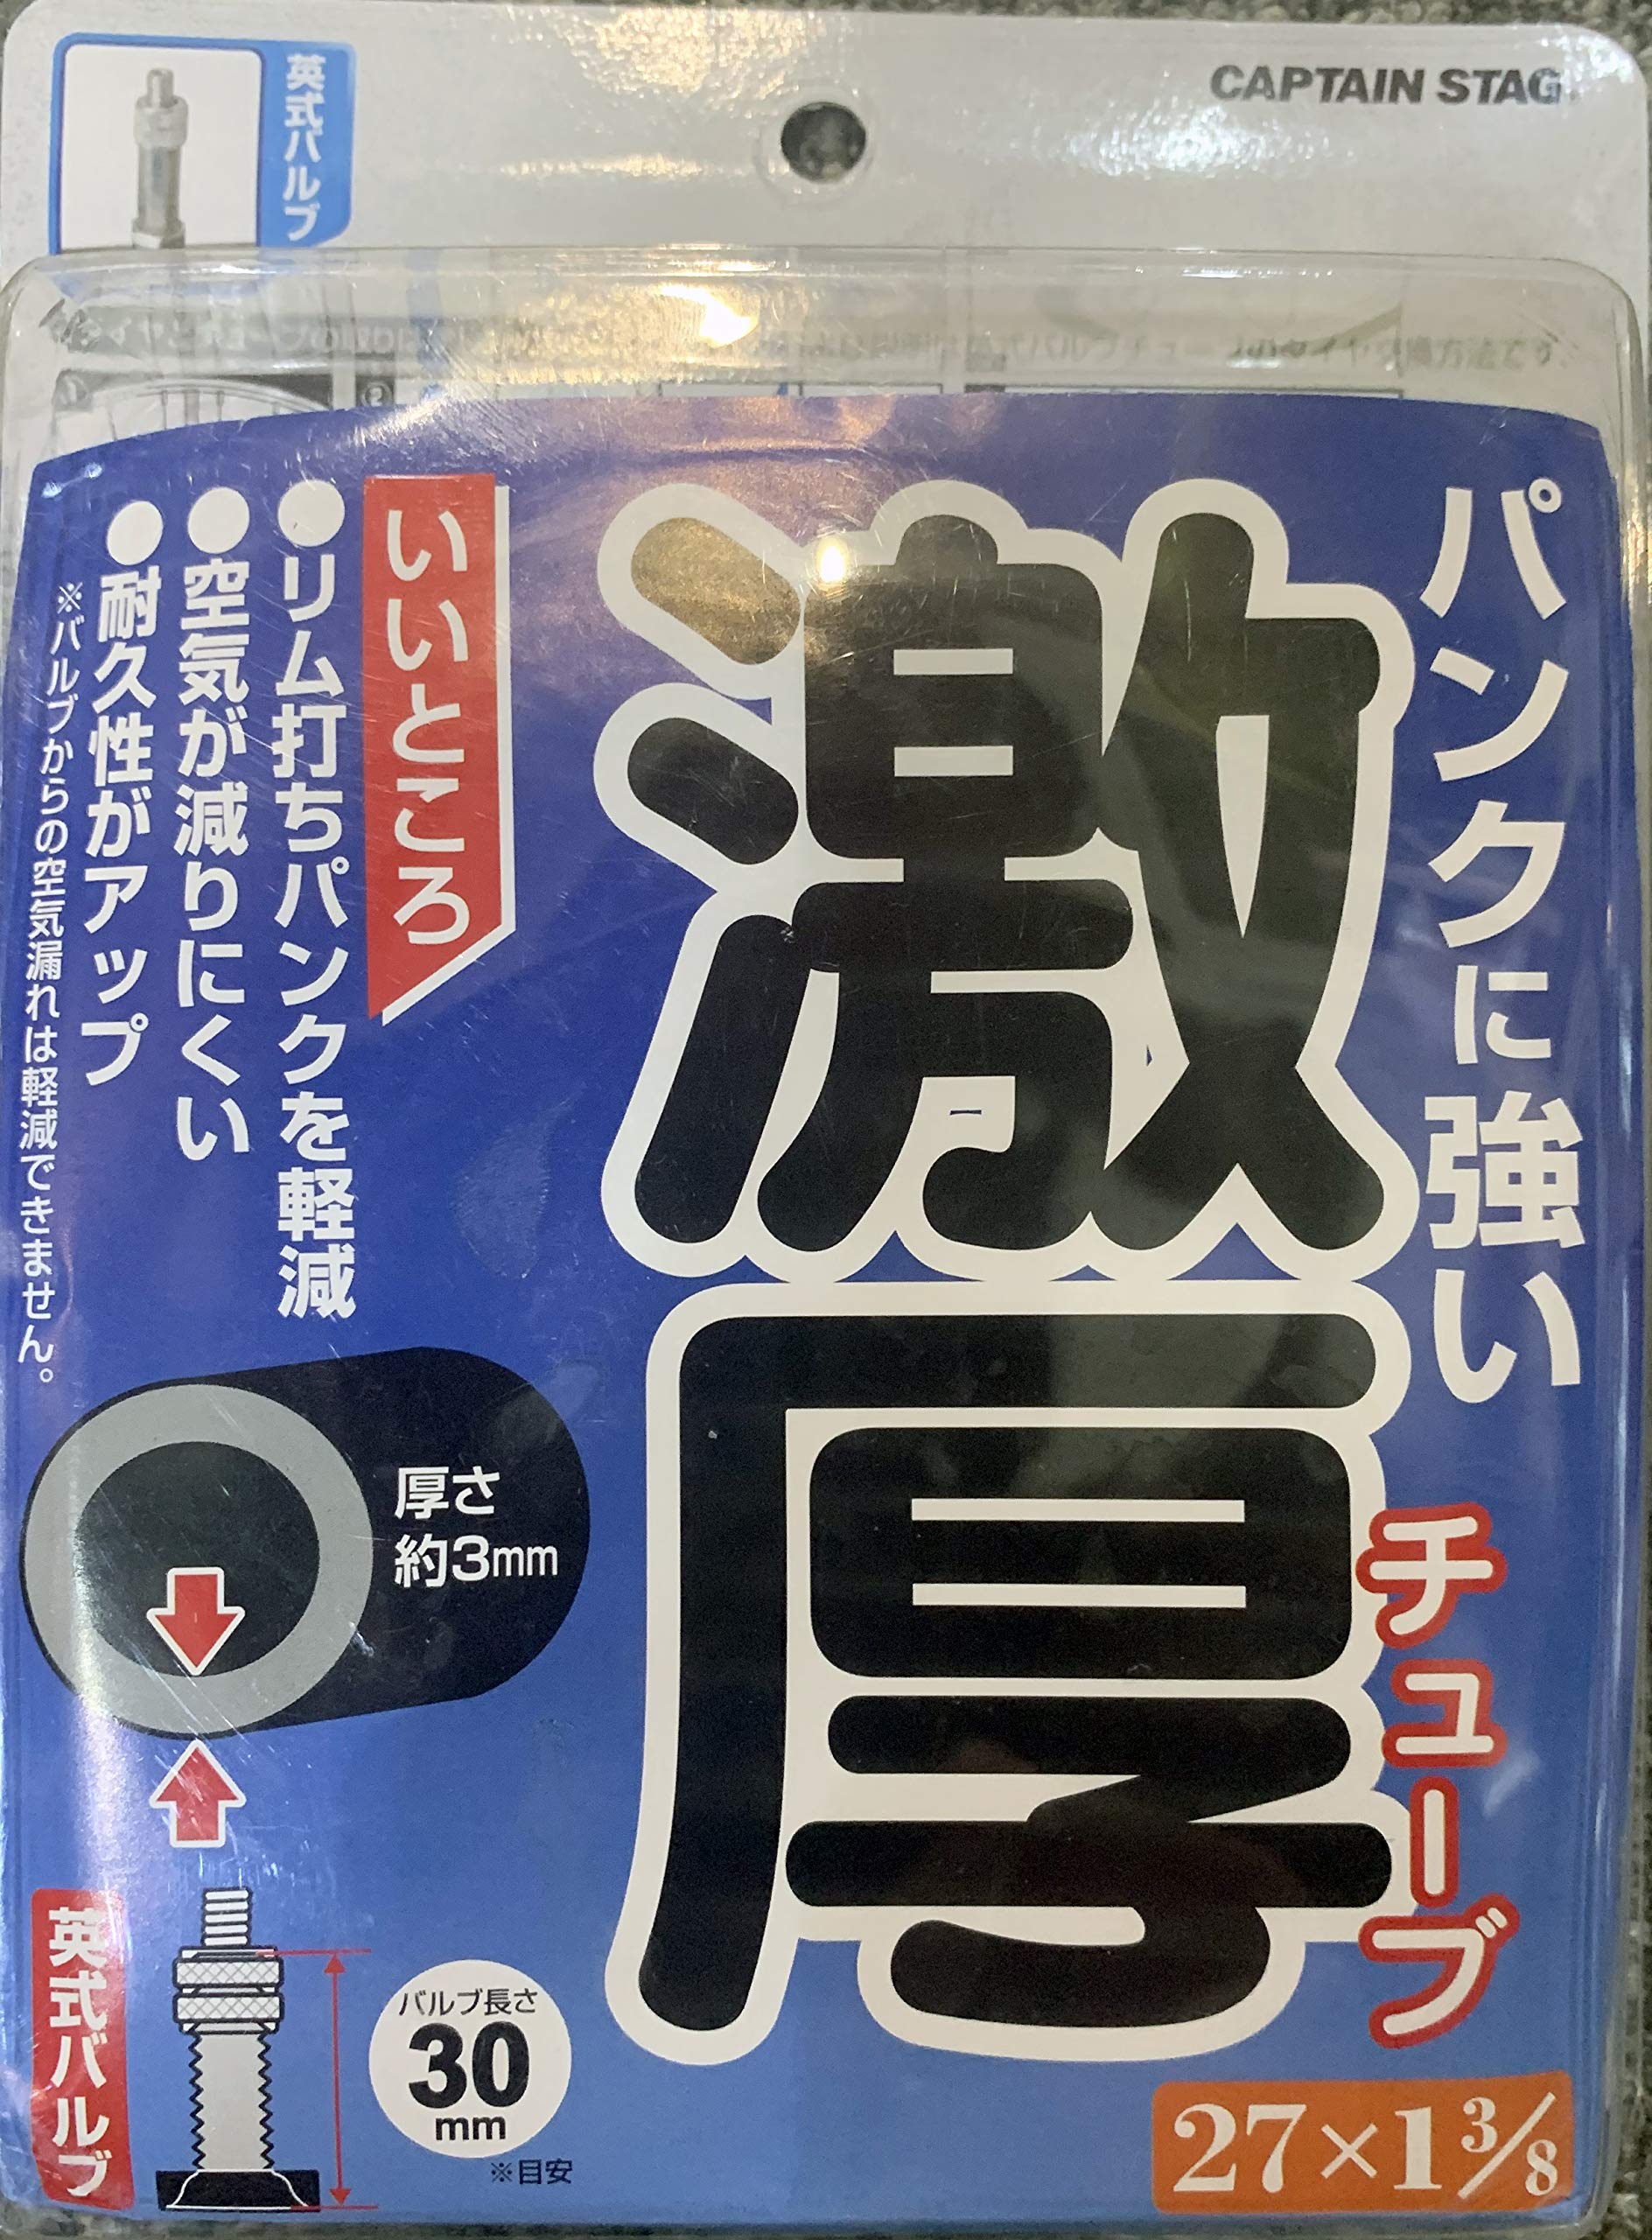 CAPTAIN STAG
英式バルブ
パンクに強い
激厚
チューブ
27×1 3/8
いいところ
●リム打ちパンクを軽減
●空気が減りにくい
●耐久性がアップ
※バルブからの空気漏れは軽減できません。
厚さ
約3mm
英式バルブ
バルブ長さ
30
mm
※目安